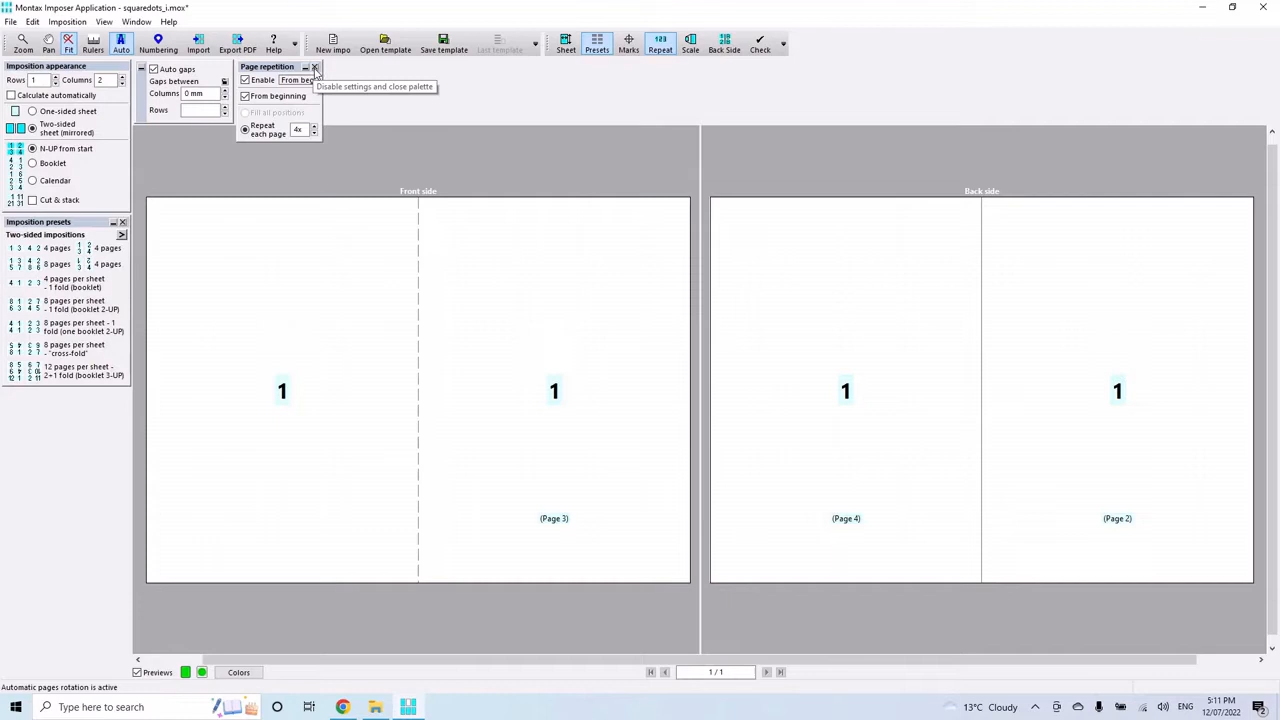 Montax Imposer Application - squaredots_i.mox*
File Edit Imposition View Window Help
Zoom Pan Fit Rulers Auto Numbering Import Export PDF Help New impo Open template Save template Last template Sheet Presets Marks Repeat Scale Back Side Check
Imposition appearance
Rows 1 Columns 2
Calculate automatically
One-sided sheet
Two-sided
sheet (mirrored)
N-UP from start
Booklet
Calendar
Cut & stack
Imposition presets
Two-sided impositions >
4 pages 4 pages
8 pages 4 pages
4 pages per sheet
- 1 fold (booklet)
8 pages per sheet
- 1 fold (booklet 2-UP)
8 pages per sheet - 1
fold (one booklet 2-UP)
8 pages per sheet
- "cross-fold"
12 pages per sheet -
2+1 fold (booklet 3-UP)
Auto gaps
Gaps between
Columns 0 mm
Rows
Page repetition
Enable From beg
Disable settings and close palette
From beginning
Fill all positions
Repeat
each page 4x
Front side Back side
1 1 1 1
(Page 3) (Page 4) (Page 2)
Previews Colors 1 / 1
Automatic pages rotation is active
Type here to search
13°C Cloudy ENG 5:11 PM
12/07/2022 2